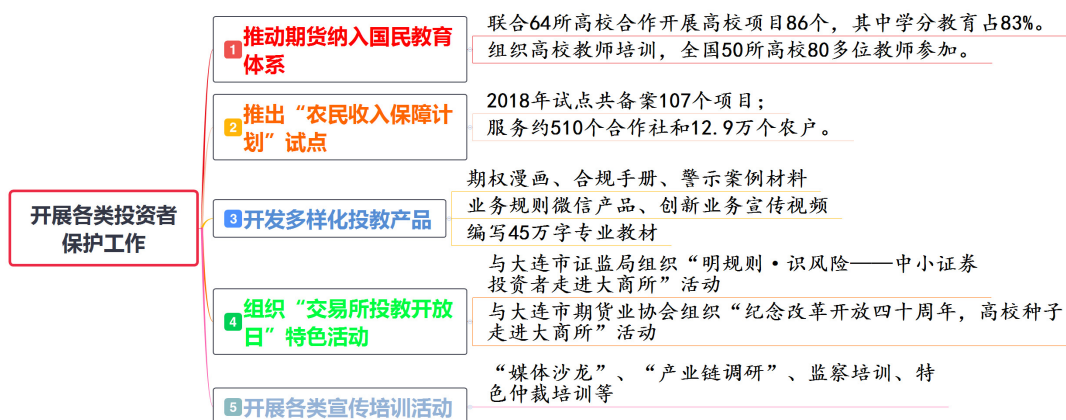 开展各类投资者
保护工作
1 推动期货纳入国民教育
体系
联合64所高校合作开展高校项目86个，其中学分教育占83%。
组织高校教师培训，全国50所高校80多位教师参加。
2 推出“农民收入保障计
划”试点
2018年试点共备案107个项目；
服务约510个合作社和12.9万个农户。
3 开发多样化投教产品
期权漫画、合规手册、警示案例材料
业务规则微信产品、创新业务宣传视频
编写45万字专业教材
4 组织“交易所投教开放
日”特色活动
与大连市证监局组织“明规则·识风险——中小证券
投资者走进大商所”活动
与大连市期货业协会组织“纪念改革开放四十周年，高校种子
走进大商所”活动
5 开展各类宣传培训活动
“媒体沙龙”、“产业链调研”、监察培训、特
色仲裁培训等